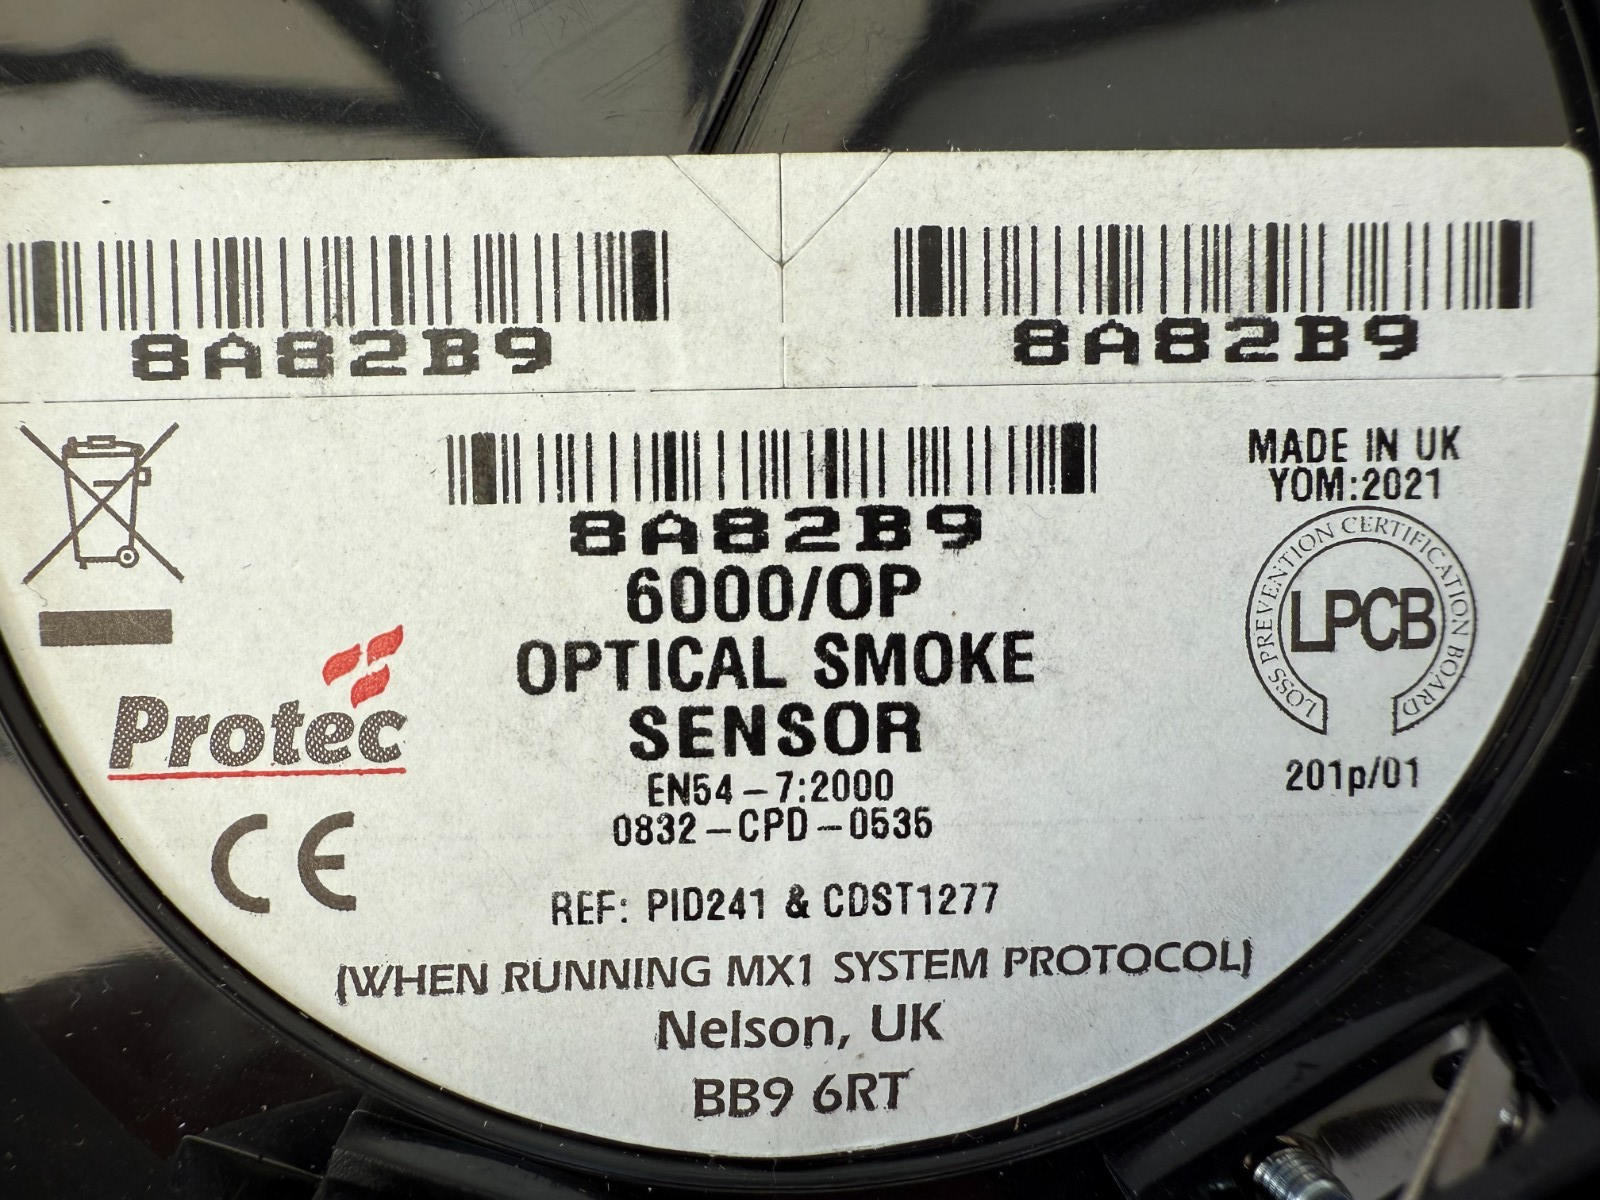 8A82B9
8A82B9
8A82B9
6000/OP
OPTICAL SMOKE
SENSOR
EN54-7:2000
0832-CPD-0535
REF: PID241 & CDST1277
(WHEN RUNNING MX1 SYSTEM PROTOCOL)
Nelson, UK
BB9 6RT
Protec
CE
MADE IN UK
YOM:2021
LOSS PREVENTION CERTIFICATION BOARD
LPCB
201p/01